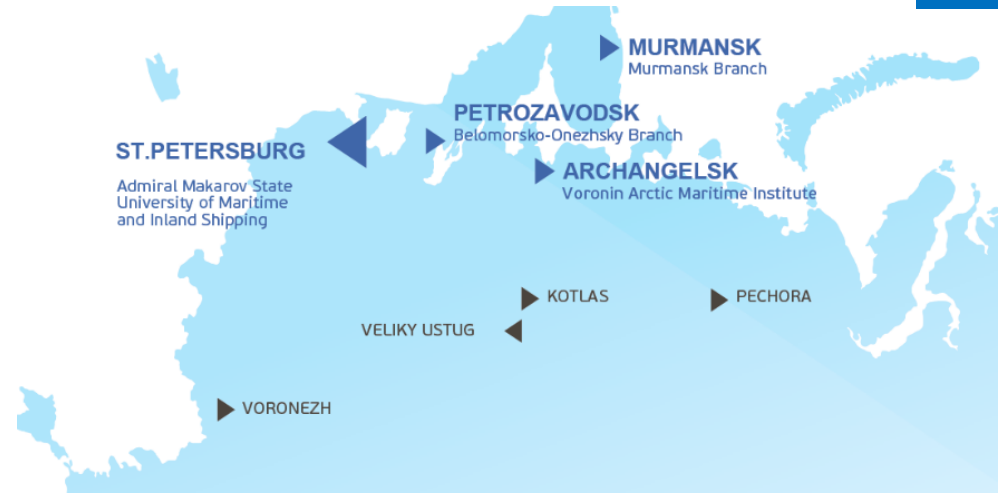 MURMANSK
Murmansk Branch
PETROZAVODSK
Belomorsko-Onezhsky Branch
ST.PETERSBURG
Admiral Makarov State
University of Maritime
and Inland Shipping
ARCHANGELSK
Voronin Arctic Maritime Institute
KOTLAS
PECHORA
VELIKY USTUG
VORONEZH